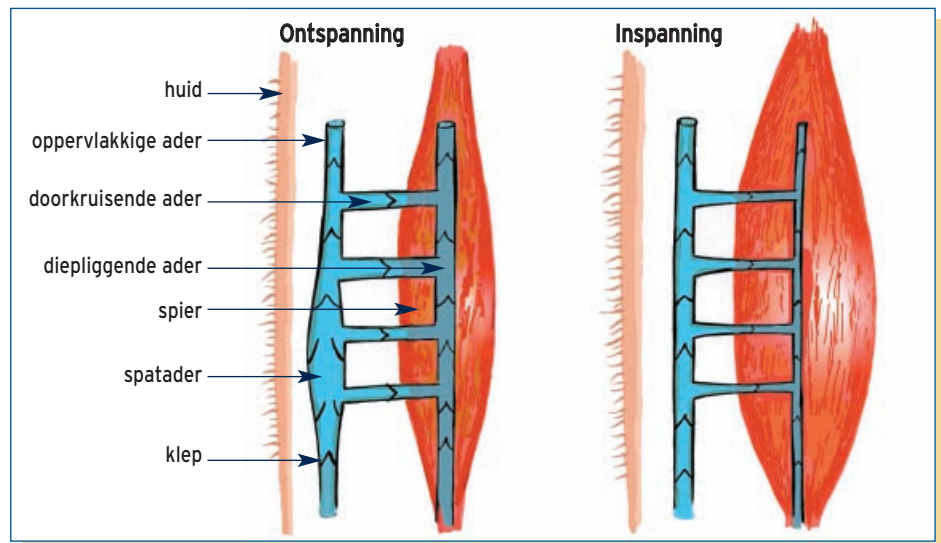 Ontspanning
Inspanning
huid
oppervlakkige ader
doorkruisende ader
diepliggende ader
spier
spatader
klep